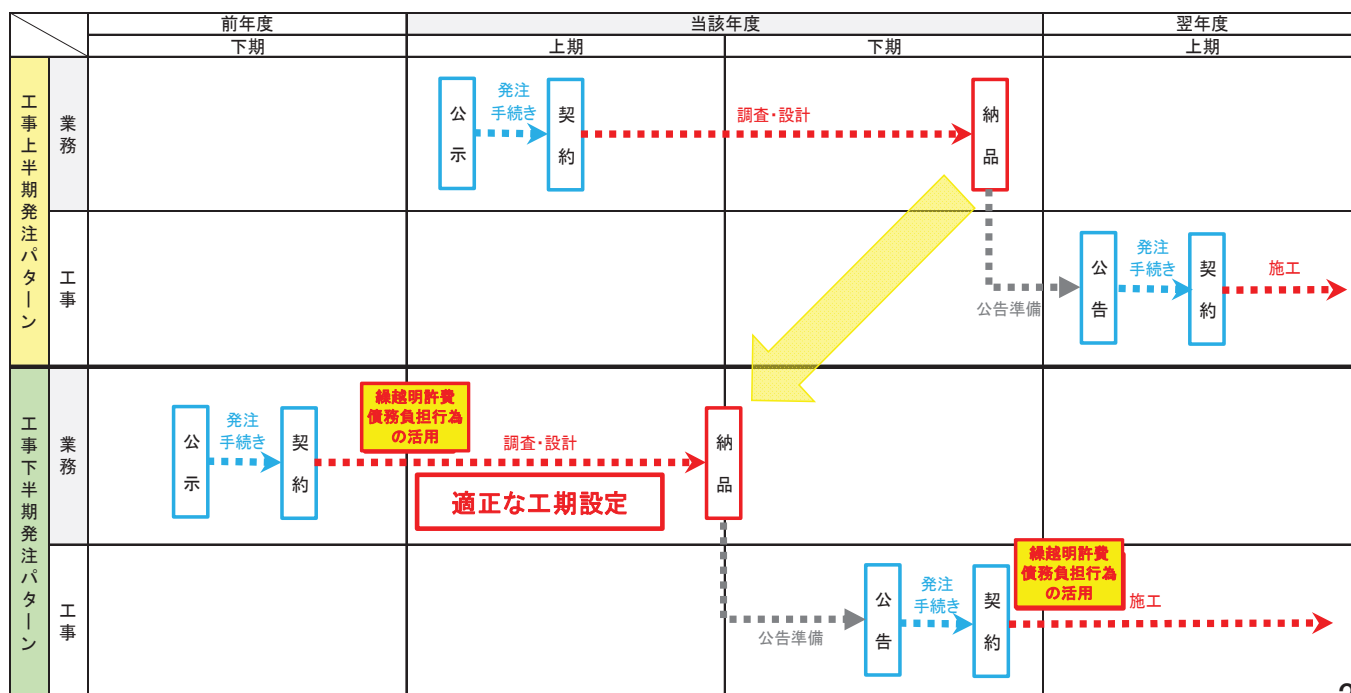 前年度
当該年度
翌年度
下期
上期
下期
上期
工事上半期発注パターン
業務
公示
発注
手続き
契約
調査・設計
納品
工事
公告準備
公告
発注
手続き
契約
施工
工事下半期発注パターン
業務
公示
発注
手続き
契約
繰越明許費
債務負担行為
の活用
調査・設計
適正な工期設定
納品
工事
公告準備
公告
発注
手続き
契約
繰越明許費
債務負担行為
の活用
施工